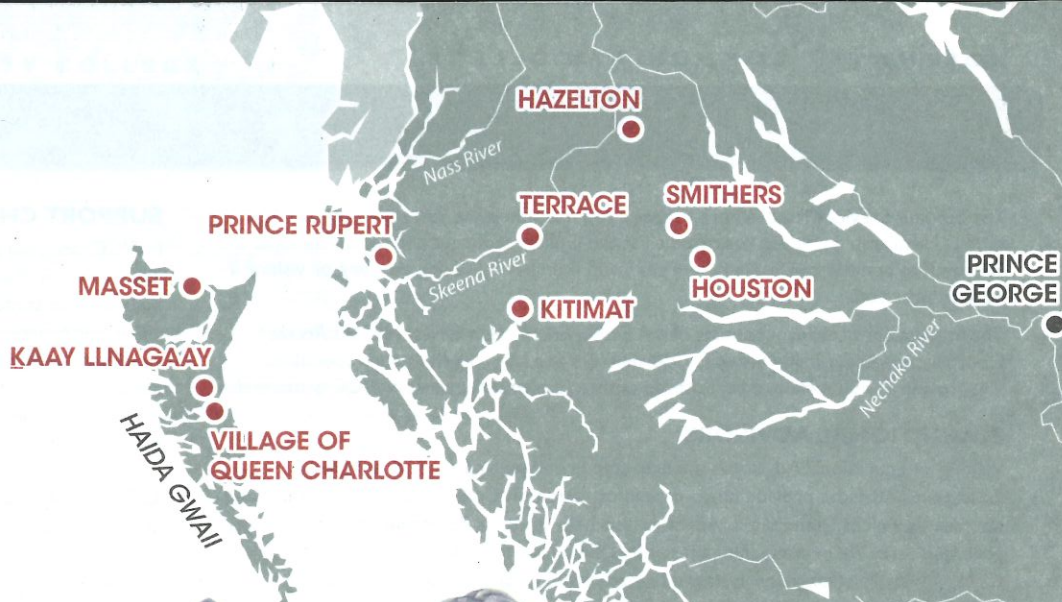 HAZELTON
Nass River
SMITHERS
TERRACE
PRINCE RUPERT
Skeena River
PRINCE
GEORGE
MASSET
HOUSTON
KITIMAT
Nechako River
K̲AAY LLNAGAAY
HAIDA GWAII
VILLAGE OF
QUEEN CHARLOTTE